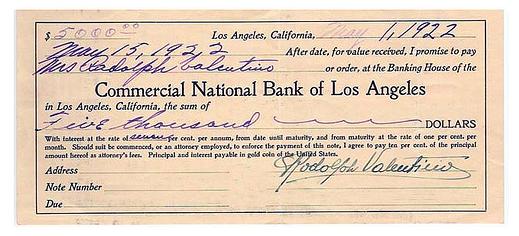 $ 5000 00 Los Angeles, California, May 1, 1922
May 15, 1922 After date, for value received, I promise to pay
Mrs Rodolph Valentino or order, at the Banking House of the
Commercial National Bank of Los Angeles
in Los Angeles, California, the sum of
Five thousand DOLLARS
With interest at the rate of seven per cent. per annum, from date until maturity, and from maturity at the rate of one per cent. per
month. Should suit be commenced, or an attorney employed, to enforce the payment of this note, I agree to pay ten per cent. of the principal
amount hereof as attorney's fees. Principal and interest payable in gold coin of the United States.
Address Rodolph Valentino
Note Number
Due